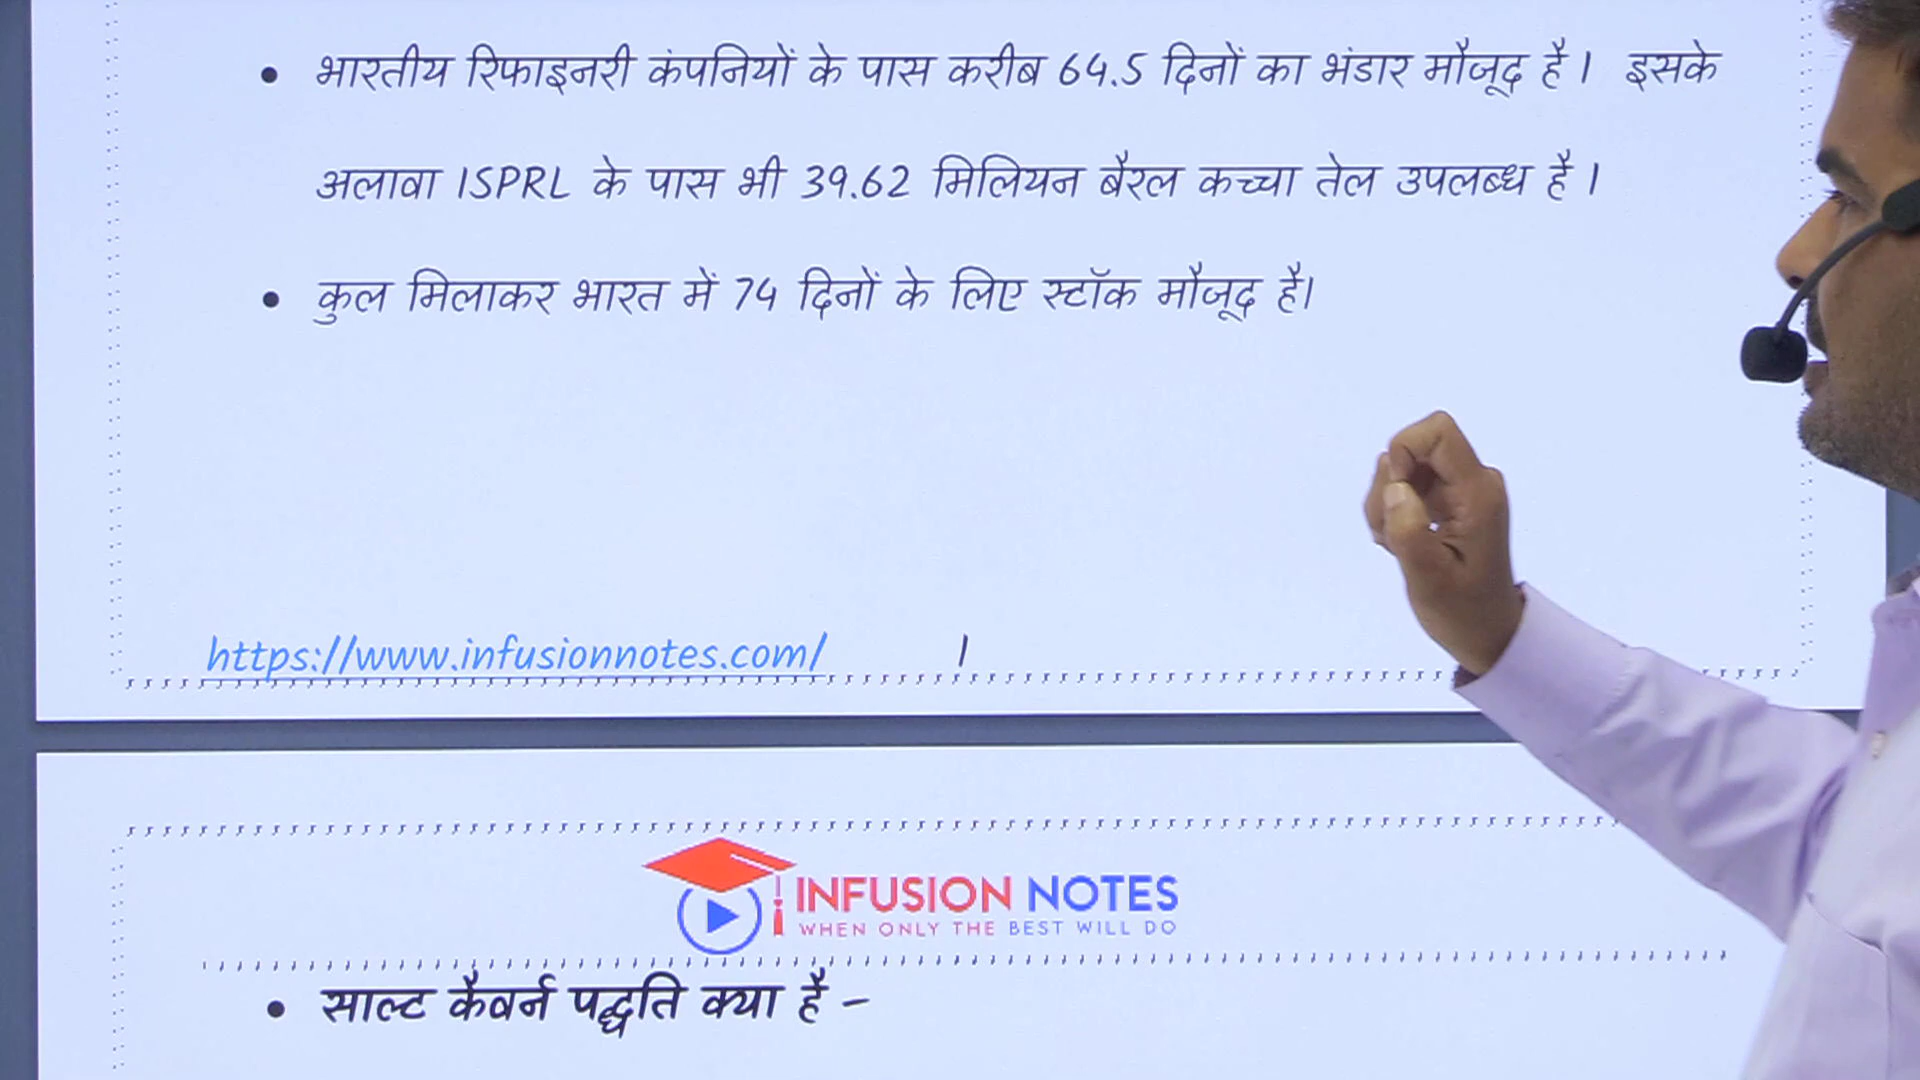 • भारतीय रिफाइनरी कंपनियों के पास करीब 64.5 दिनों का भंडार मौजूद है। इसके
अलावा ISPRL के पास भी 39.62 मिलियन बैरल कच्चा तेल उपलब्ध है।
• कुल मिलाकर भारत में 74 दिनों के लिए स्टॉक मौजूद है।
https://www.infusionnotes.com/ 1
INFUSION NOTES
WHEN ONLY THE BEST WILL DO
• साल्ट कैवर्न पद्धति क्या है –